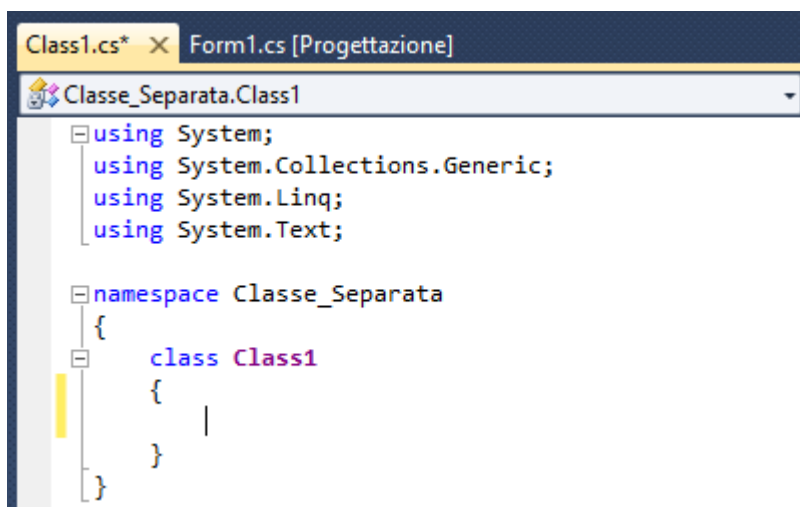 Class1.cs* × Form1.cs [Progettazione]
Classe_Separata.Class1
using System;
using System.Collections.Generic;
using System.Linq;
using System.Text;
namespace Classe_Separata
{
class Class1
{
}
}